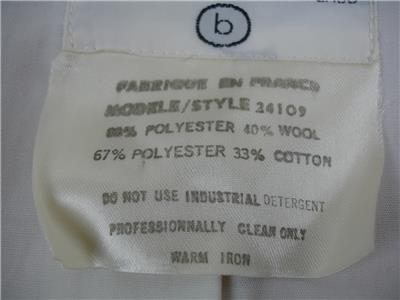 b
FABRIQUE EN FRANCE
MODELE/STYLE 24109
60% POLYESTER 40% WOOL
67% POLYESTER 33% COTTON
DO NOT USE INDUSTRIAL DETERGENT
PROFESSIONNALLY CLEAN ONLY
WARM IRON